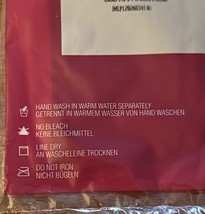 HAND WASH IN WARM WATER SEPARATELY
GETRENNT IN WARMEM WASSER VON HAND WASCHEN
NO BLEACH
KEINE BLEICHMITTEL
LINE DRY
AN WÄSCHELEINE TROCKNEN
DO NOT IRON
NICHT BÜGELN